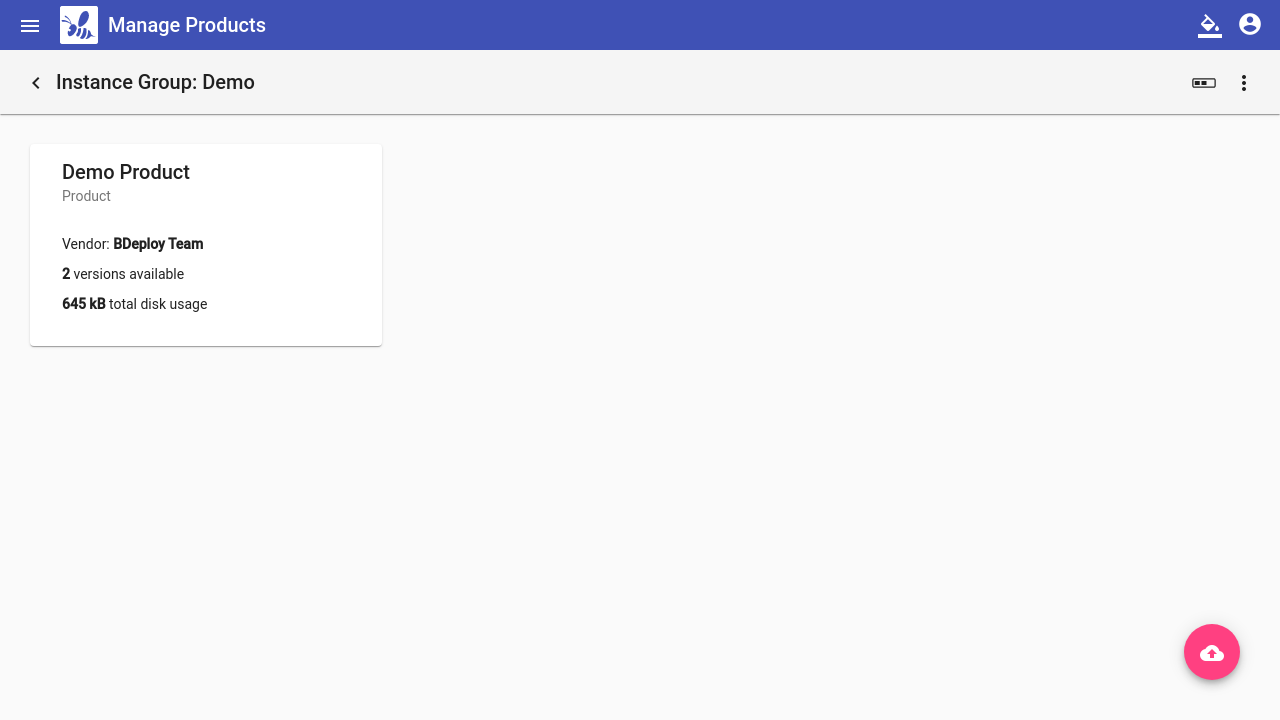 Manage Products
Instance Group: Demo
Demo Product
Product
Vendor: BDeploy Team
2 versions available
645 kB total disk usage